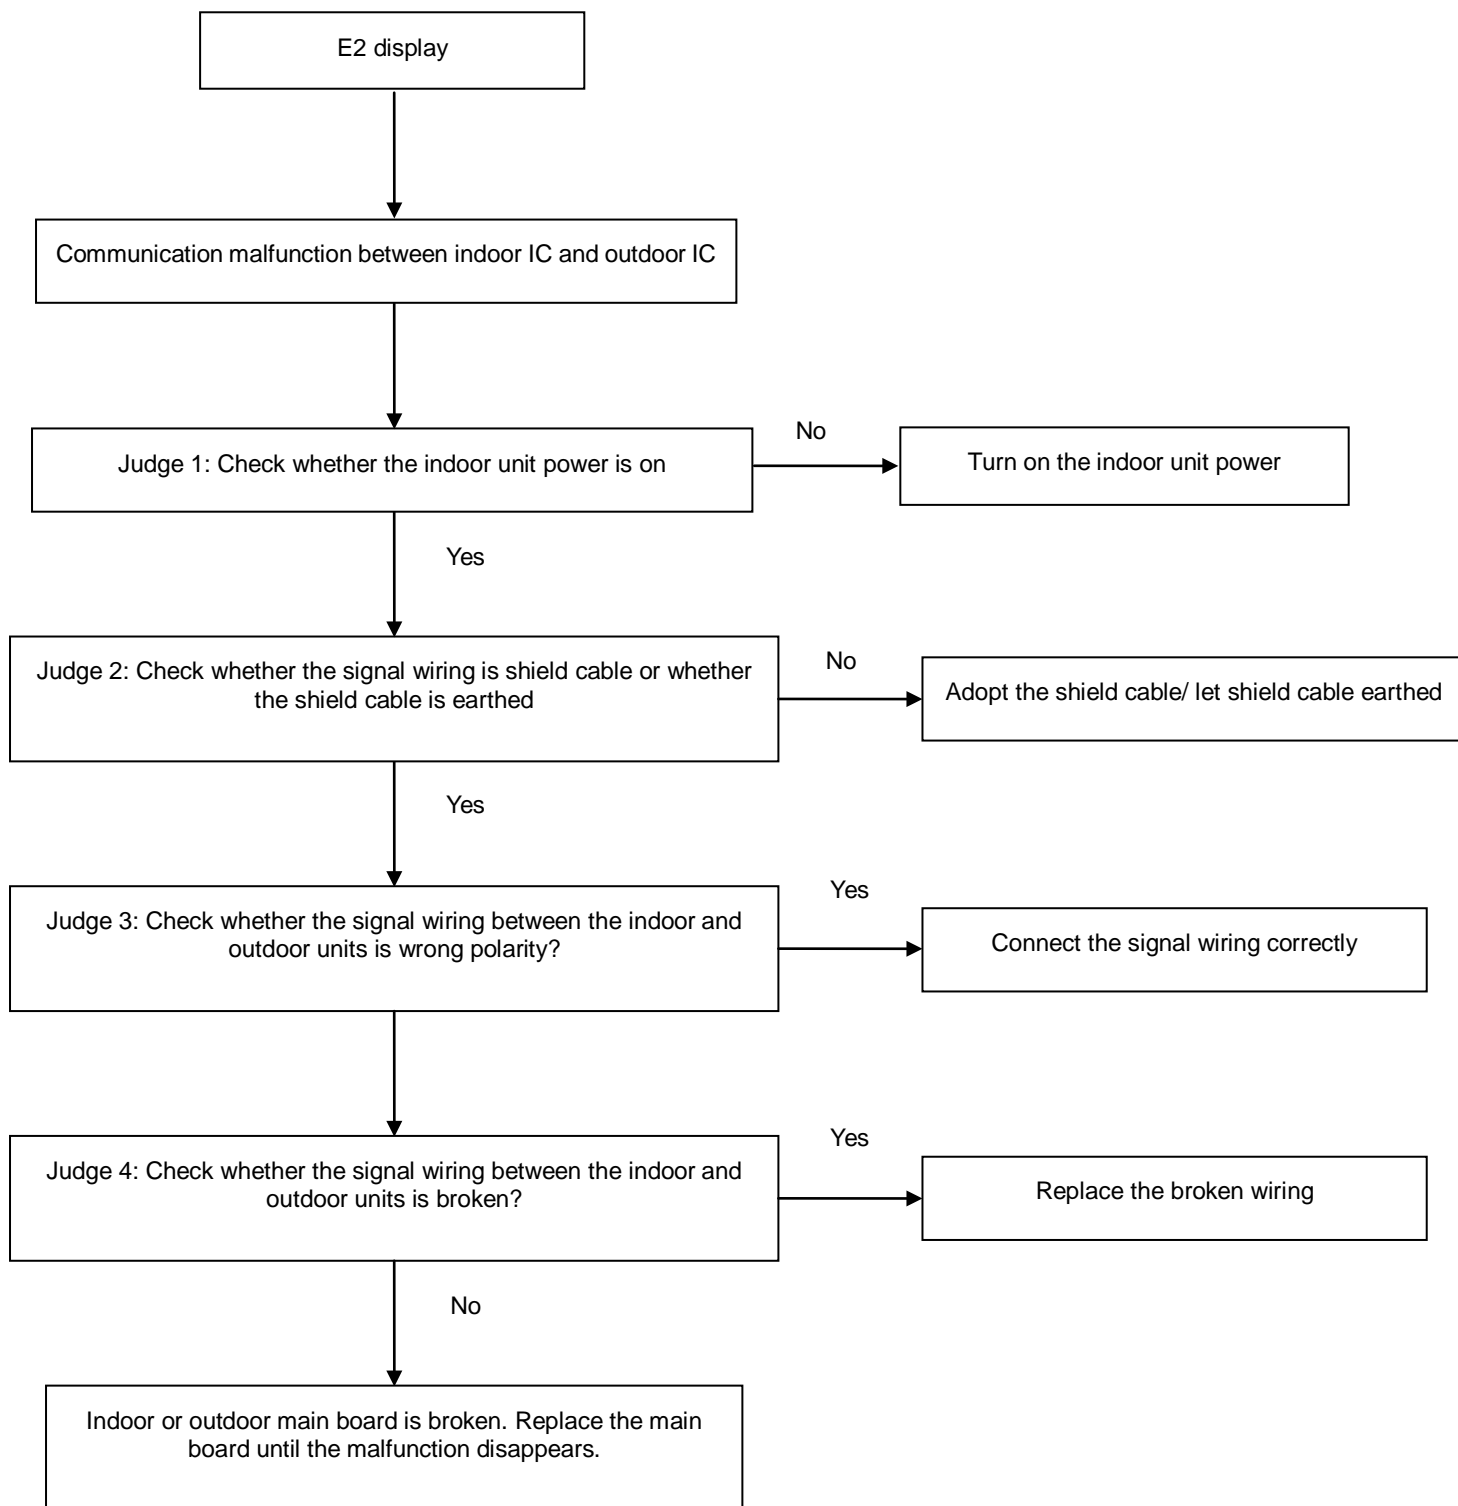 E2 display
Communication malfunction between indoor IC and outdoor IC
No
Judge 1: Check whether the indoor unit power is on
Turn on the indoor unit power
Yes
Judge 2: Check whether the signal wiring is shield cable or whether
the shield cable is earthed
No
Adopt the shield cable/ let shield cable earthed
Yes
Judge 3: Check whether the signal wiring between the indoor and
outdoor units is wrong polarity?
Yes
Connect the signal wiring correctly
Judge 4: Check whether the signal wiring between the indoor and
outdoor units is broken?
Yes
Replace the broken wiring
No
Indoor or outdoor main board is broken. Replace the main
board until the malfunction disappears.